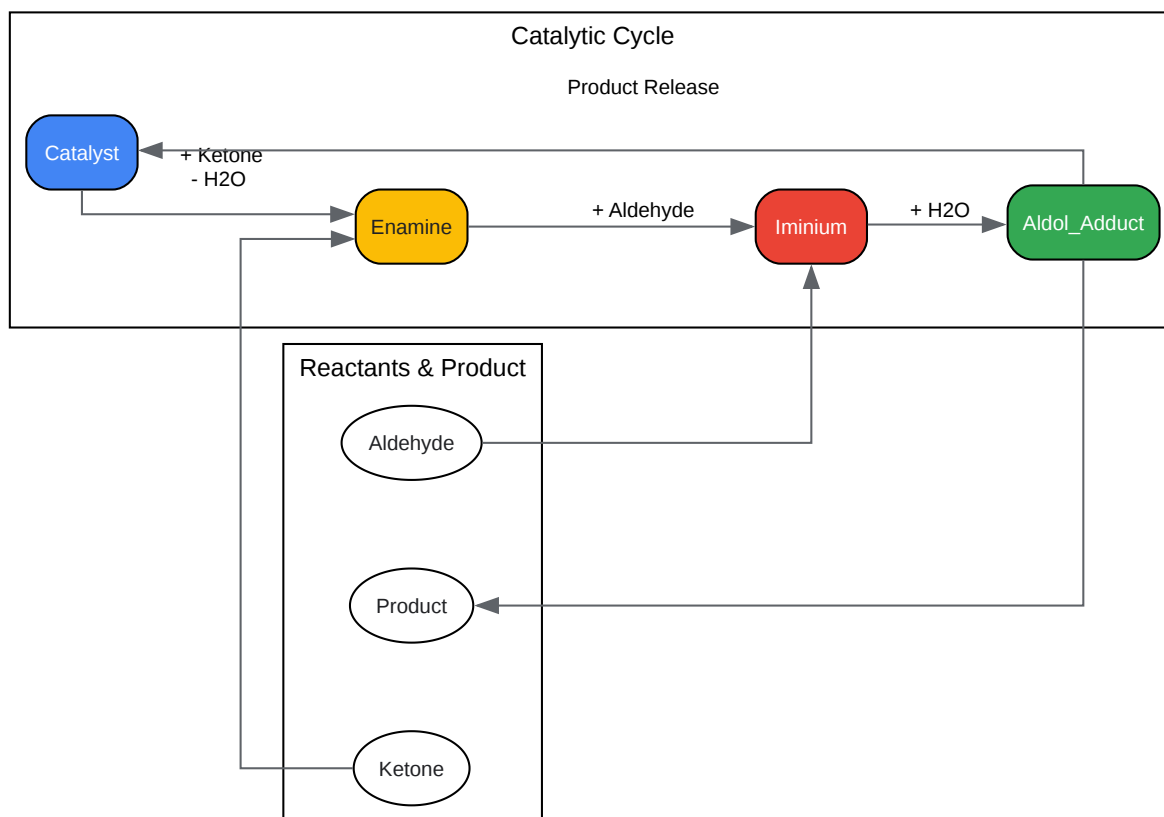 Catalytic Cycle
Product Release
Catalyst
+ Ketone
- H2O
Enamine
+ Aldehyde
Iminium
+ H2O
Aldol_Adduct
Reactants & Product
Aldehyde
Product
Ketone